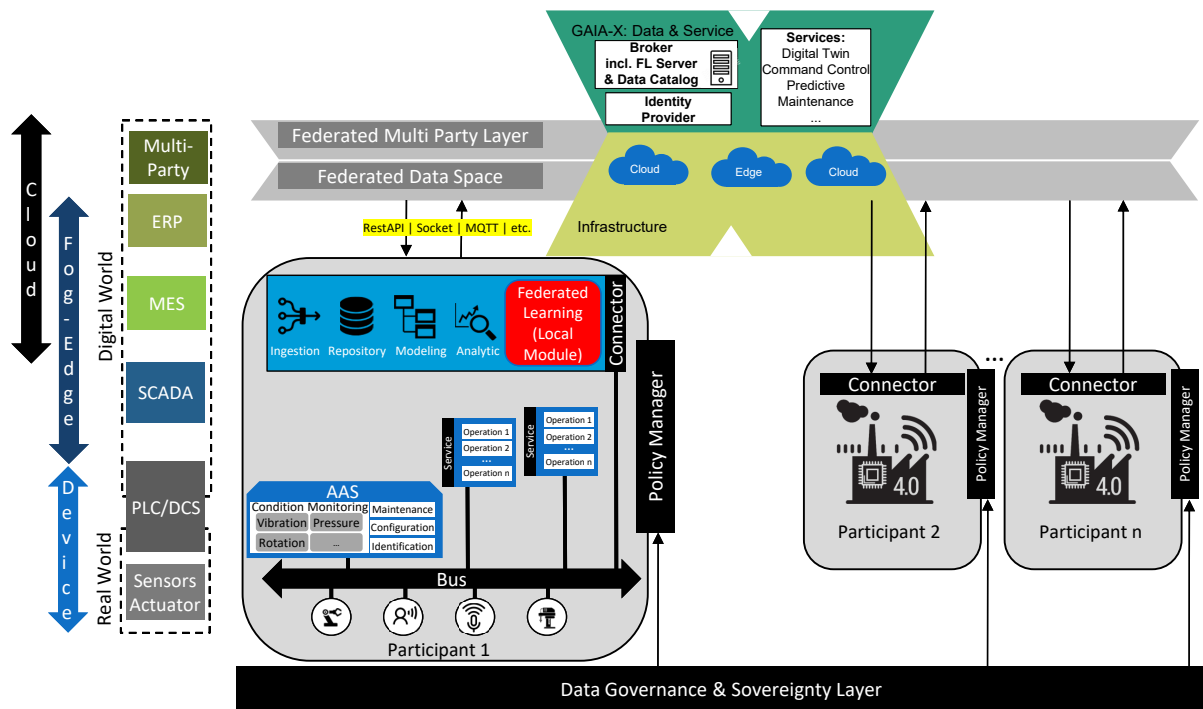 GAIA-X: Data & Service
Broker
incl. FL Server
& Data Catalog
Identity
Provider
Services:
Digital Twin
Command Control
Predictive
Maintenance
...
Federated Multi Party Layer
Federated Data Space
Cloud
Edge
Cloud
Infrastructure
RestAPI | Socket | MQTT | etc.
Cloud
Fog-Edge
Device
Digital World
Real World
Multi-
Party
ERP
MES
SCADA
PLC/DCS
Sensors
Actuator
Ingestion
Repository
Modeling
Analytic
Federated
Learning
(Local
Module)
Connector
Policy Manager
Service
Operation 1
Operation 2
...
Operation n
Service
Operation 1
Operation 2
...
Operation n
AAS
Condition Monitoring
Vibration
Pressure
Rotation
...
Maintenance
Configuration
Identification
Bus
Participant 1
Connector
4.0
Policy Manager
Participant 2
...
Connector
4.0
Policy Manager
Participant n
Data Governance & Sovereignty Layer